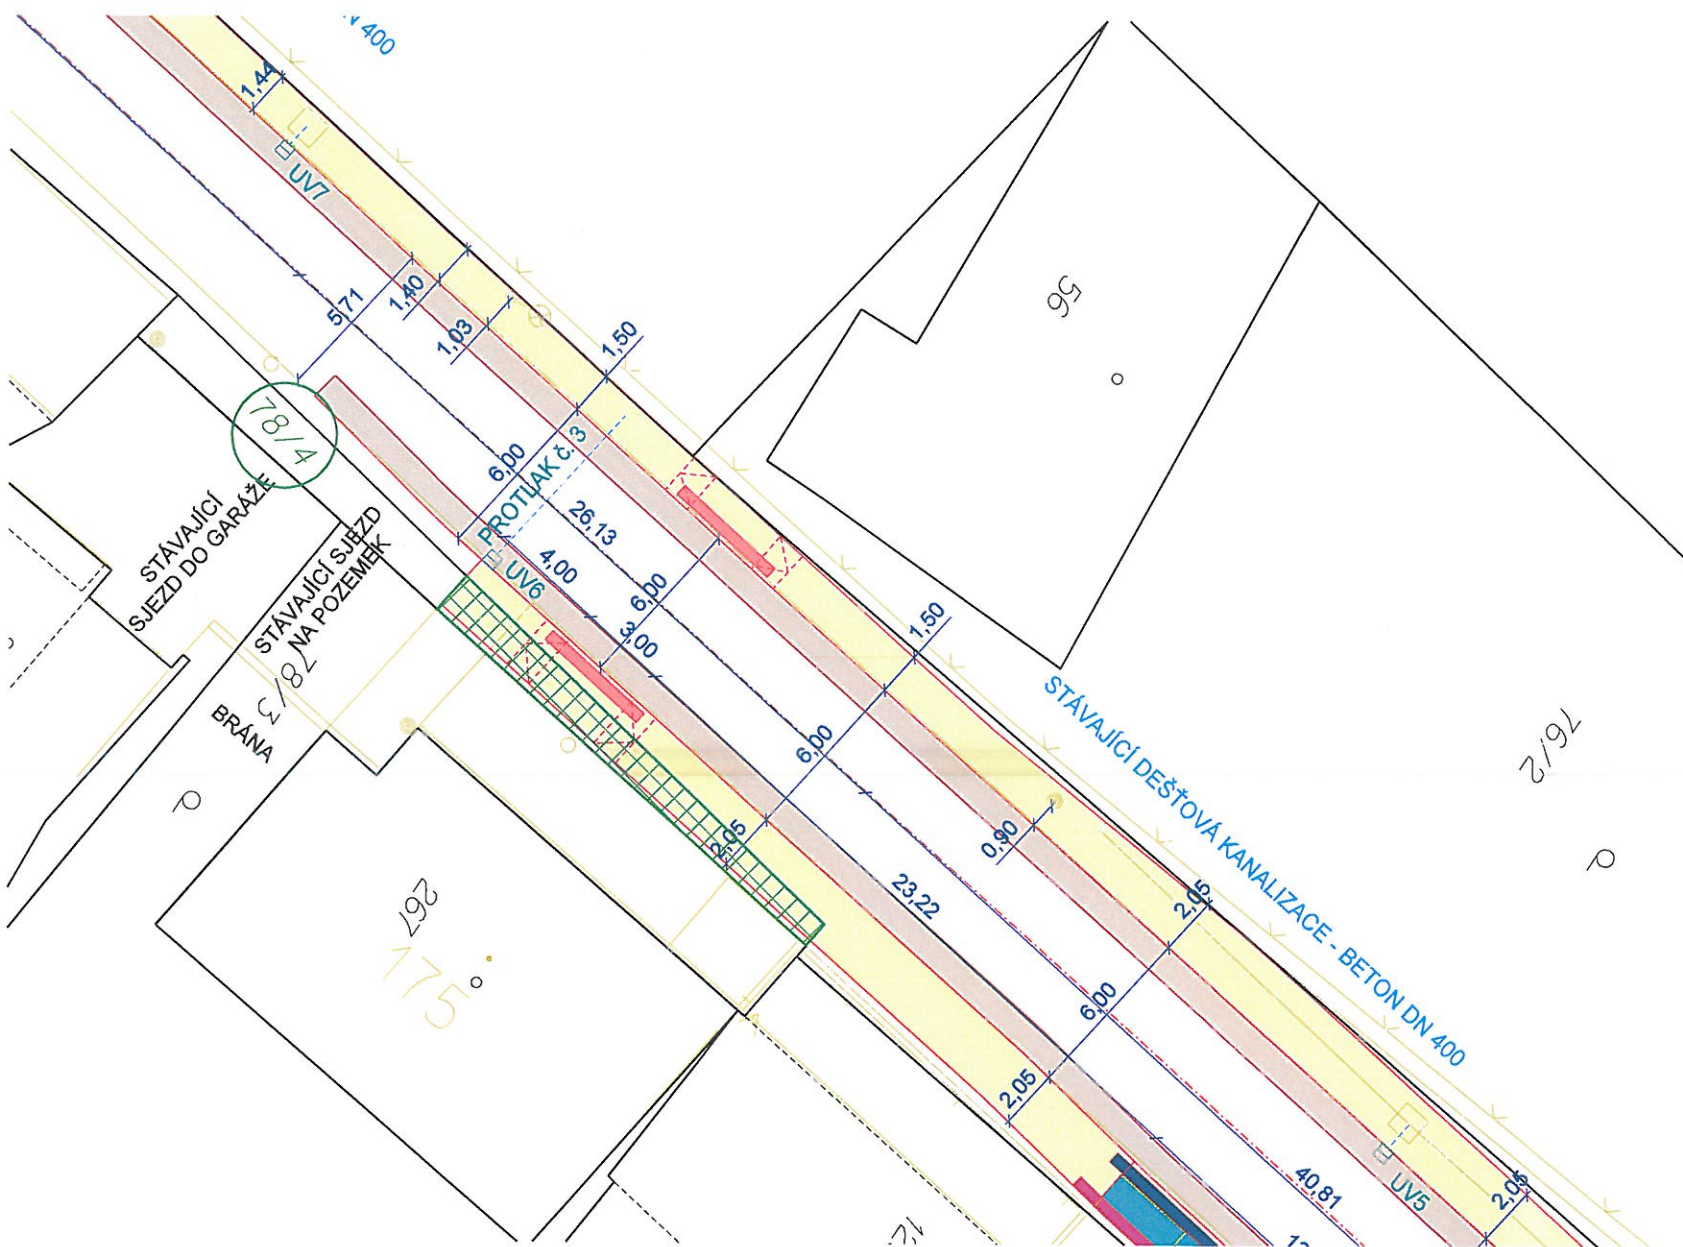 N 400
1,44
UV7
5,71
1,40
1,03
1,50
56
78/4
6,00
PROTLAK č. 3
26,13
STÁVAJÍCÍ
SJEZD DO GARÁŽE
STÁVAJÍCÍ SJEZD
NA POZEMEK
78/3
BRÁNA
UV6
4,00
6,00
3,00
1,50
6,00
2,05
STÁVAJÍCÍ DEŠŤOVÁ KANALIZACE - BETON DN 400
76/2
0,90
23,22
2,05
267
175
6,00
2,05
40,81
UV5
2,05